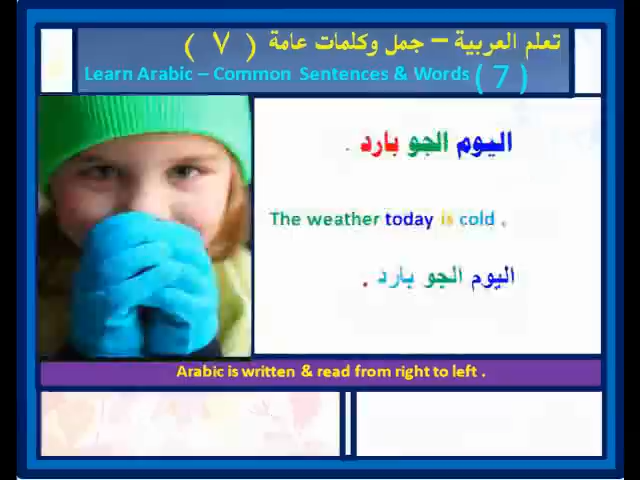 تعلم العربية – جمل وكلمات عامة ( ٧ )
Learn Arabic – Common Sentences & Words ( 7 )
اليوم الجو بارد .
The weather today is cold .
اليوم الجو بارد .
Arabic is written & read from right to left .